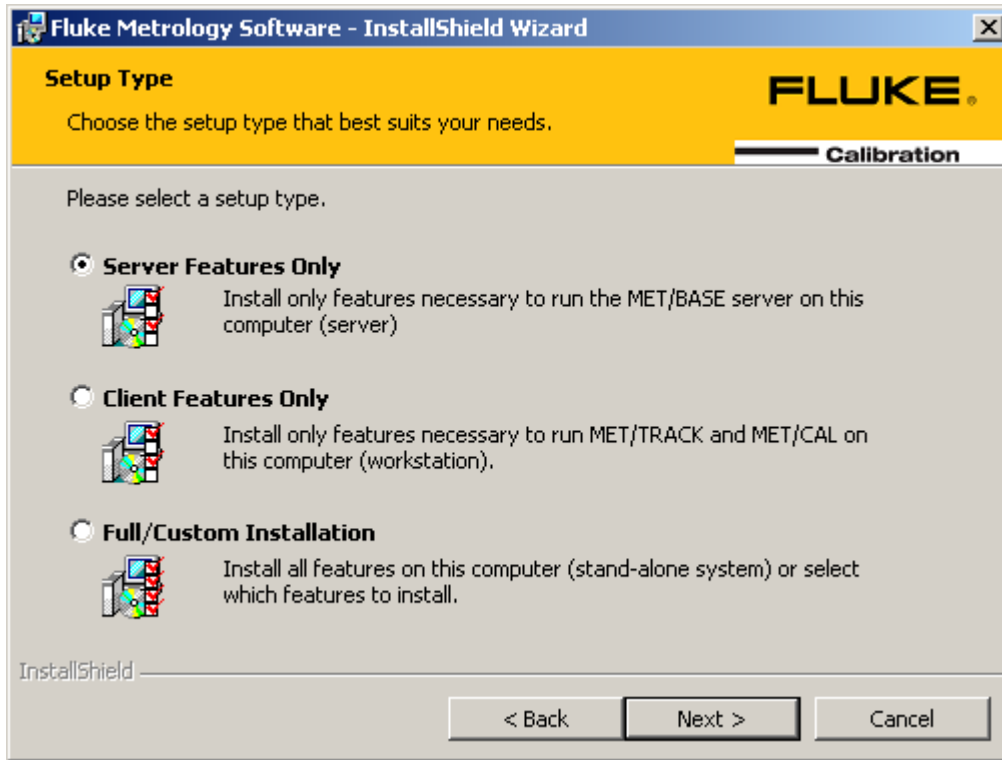 Fluke Metrology Software - InstallShield Wizard
Setup Type
Choose the setup type that best suits your needs.
FLUKE®
Calibration
Please select a setup type.
Server Features Only
Install only features necessary to run the MET/BASE server on this
computer (server)
Client Features Only
Install only features necessary to run MET/TRACK and MET/CAL on
this computer (workstation).
Full/Custom Installation
Install all features on this computer (stand-alone system) or select
which features to install.
InstallShield
< Back
Next >
Cancel